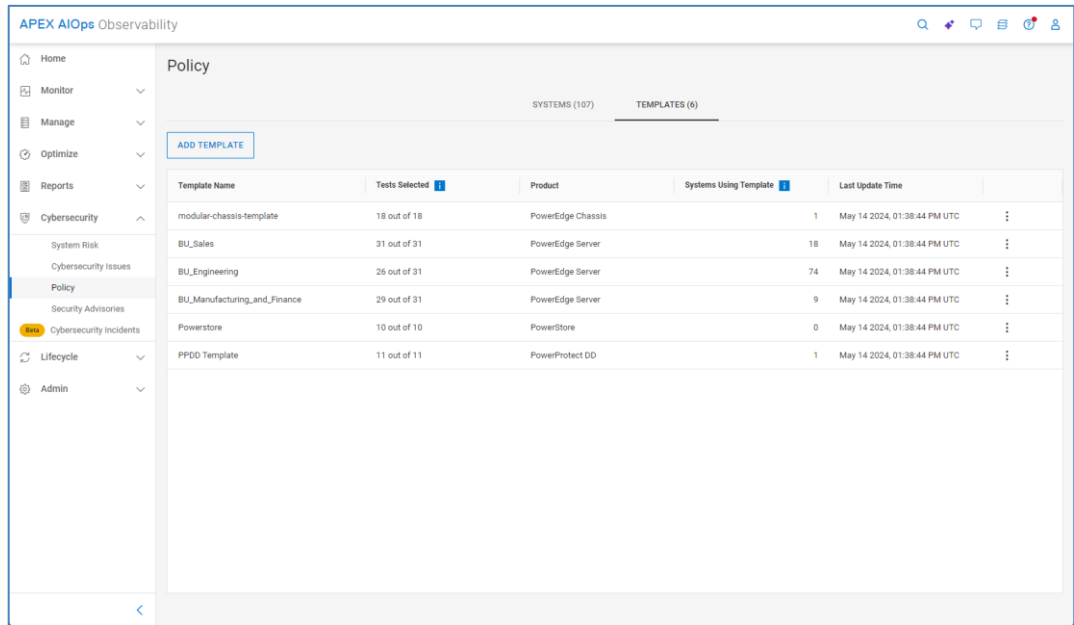 APEX AIOps Observability
Home
Monitor
Manage
Optimize
Reports
Cybersecurity
System Risk
Cybersecurity Issues
Policy
Security Advisories
Beta Cybersecurity Incidents
Lifecycle
Admin
Policy
SYSTEMS (107) TEMPLATES (6)
ADD TEMPLATE
Template Name Tests Selected i Product Systems Using Template i Last Update Time
modular-chassis-template 18 out of 18 PowerEdge Chassis 1 May 14 2024, 01:38:44 PM UTC
BU_Sales 31 out of 31 PowerEdge Server 18 May 14 2024, 01:38:44 PM UTC
BU_Engineering 26 out of 31 PowerEdge Server 74 May 14 2024, 01:38:44 PM UTC
BU_Manufacturing_and_Finance 29 out of 31 PowerEdge Server 9 May 14 2024, 01:38:44 PM UTC
Powerstore 10 out of 10 PowerStore 0 May 14 2024, 01:38:44 PM UTC
PPDD Template 11 out of 11 PowerProtect DD 1 May 14 2024, 01:38:44 PM UTC